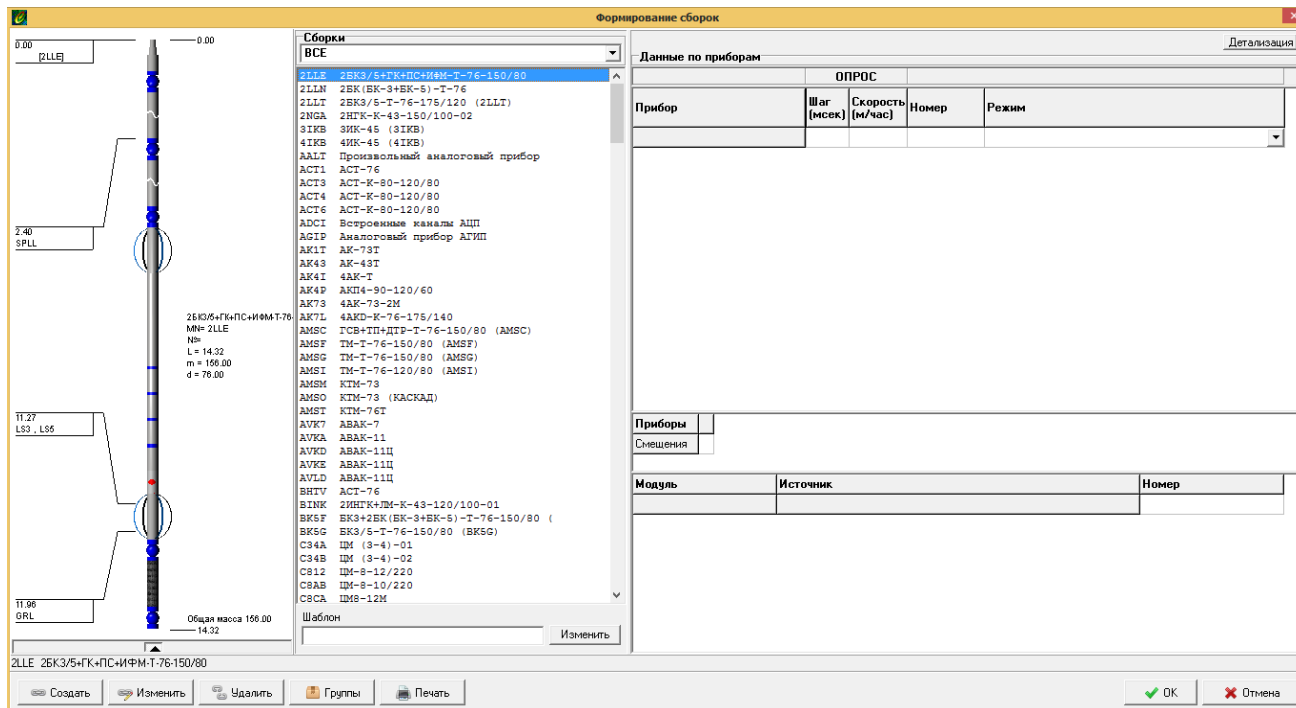 Формирование сборок
0.00
[2LLE]
0.00
2.40
SPLL
2БК3/5+ГК+ПС+ИФМ-Т-76-
MN= 2LLE
№=
L = 14.32
m = 156.00
d = 76.00
11.27
LS3 , LS5
11.96
GRL
Общая масса 156.00
14.32
Сборки
ВСЕ
2LLE 2БК3/5+ГК+ПС+ИФМ-Т-76-150/80
2LLN 2БК(БК-3+БК-5)-Т-76
2LLT 2БК3/5-Т-76-175/120 (2LLT)
2NGA 2НГК-К-43-150/100-02
3IKB 3ИК-45 (3IKB)
4IKB 4ИК-45 (4IKB)
AALT Произвольный аналоговый прибор
ACT1 АСТ-76
ACT3 АСТ-К-80-120/80
ACT4 АСТ-К-80-120/80
ACT6 АСТ-К-80-120/80
ADCI Встроенные каналы АЦП
AGIP Аналоговый прибор АГИП
AK1T АК-73Т
AK43 АК-43Т
AK4I 4АК-Т
AK4P АКП4-90-120/60
AK73 4АК-73-2М
AK7L 4АКD-К-76-175/140
AMSC ГСВ+ТП+ДТР-Т-76-150/80 (AMSC)
AMSF ТМ-Т-76-150/80 (AMSF)
AMSG ТМ-Т-76-150/80 (AMSG)
AMSI ТМ-Т-76-120/80 (AMSI)
AMSM КТМ-73
AMSO КТМ-73 (КАСКАД)
AMST КТМ-76Т
AVK7 АВАК-7
AVKA АВАК-11
AVKD АВАК-11Ц
AVKE АВАК-11Ц
AVLD АВАК-11Ц
BHTV АСТ-76
BINK 2ИНГК+ЛМ-К-43-120/100-01
BK5F БКЗ+2БК(БК-3+БК-5)-Т-76-150/80 (
BK5G БК3/5-Т-76-150/80 (BK5G)
C34A ЦМ (3-4)-01
C34B ЦМ (3-4)-02
C812 ЦМ-8-12/220
C8AB ЦМ-8-10/220
C8CA ЦМ8-12М
Шаблон
Изменить
Детализация
Данные по приборам
ОПРОС
Прибор Шаг (мсек) Скорость (м/час) Номер Режим
Приборы
Смещения
Модуль Источник Номер
2LLE 2БК3/5+ГК+ПС+ИФМ-Т-76-150/80
Создать Изменить Удалить Группы Печать OK Отмена